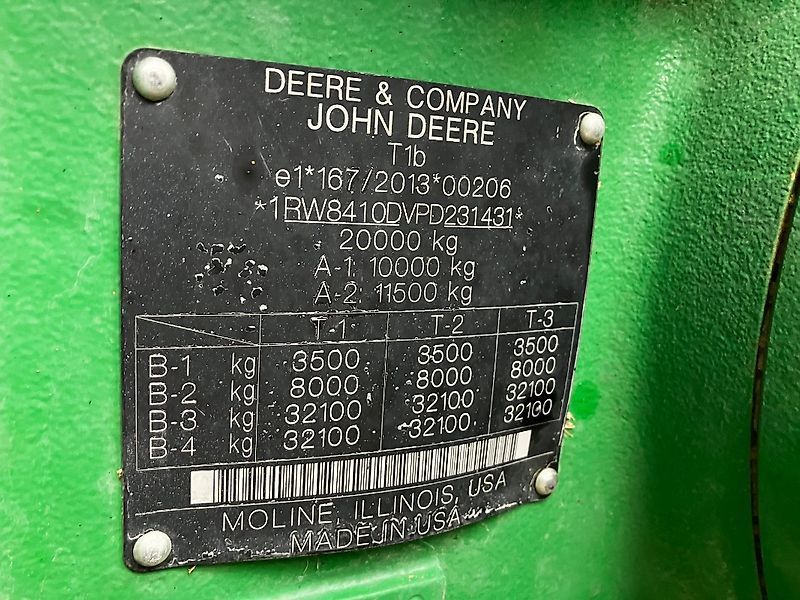 DEERE & COMPANY
JOHN DEERE
T1b
e1*167/2013*00206
*1RW8410DVPD231431*
20000 kg
A-1: 10000 kg
A-2: 11500 kg
T-1 T-2 T-3
B-1 kg 3500 3500 3500
B-2 kg 8000 8000 8000
B-3 kg 32100 32100 32100
B-4 kg 32100 32100 32100
MOLINE, ILLINOIS, USA
MADE IN USA